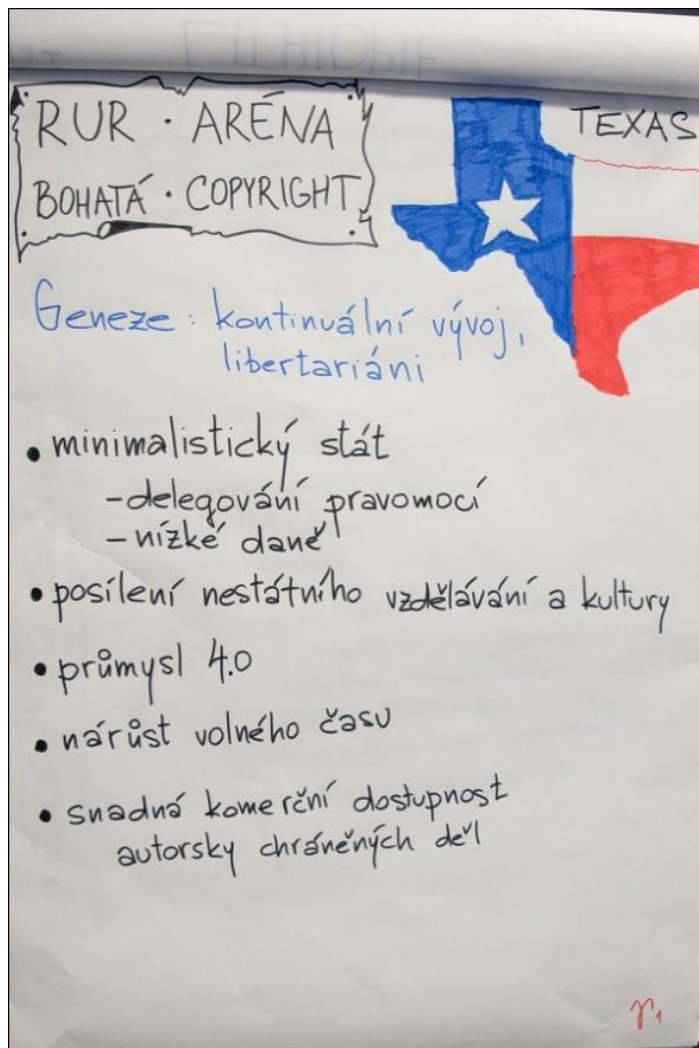 RUR · ARÉNA
BOHATÁ · COPYRIGHT
TEXAS
Geneze: kontinuální vývoj,
libertariáni
• minimalistický stát
- delegování pravomocí
- nízké daně
• posílení nestátního vzdělávání a kultury
• průmysl 4.0
• nárůst volného času
• snadná komerční dostupnost
autorsky chráněných děl